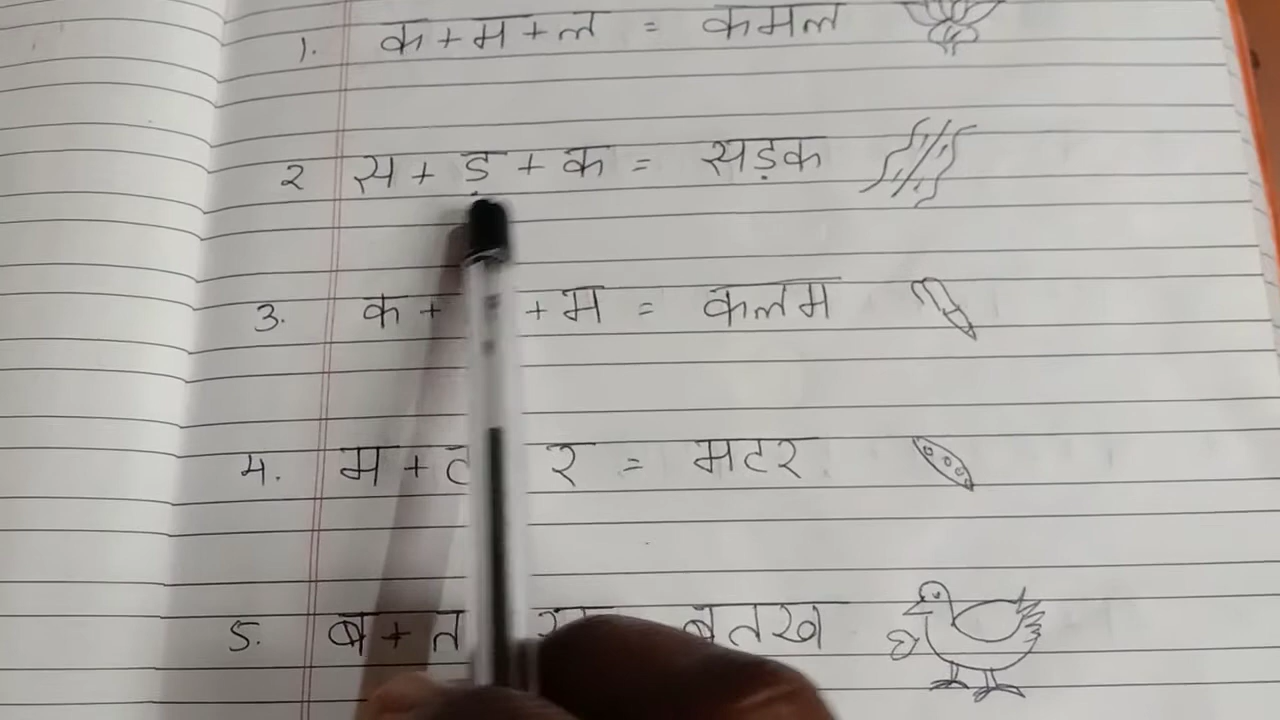 1. क+म+ल = कमल
2 स+ड़+क = सड़क
3. क+ +म = कलम
4. म+ट र = मटर
5. ब+त बतख